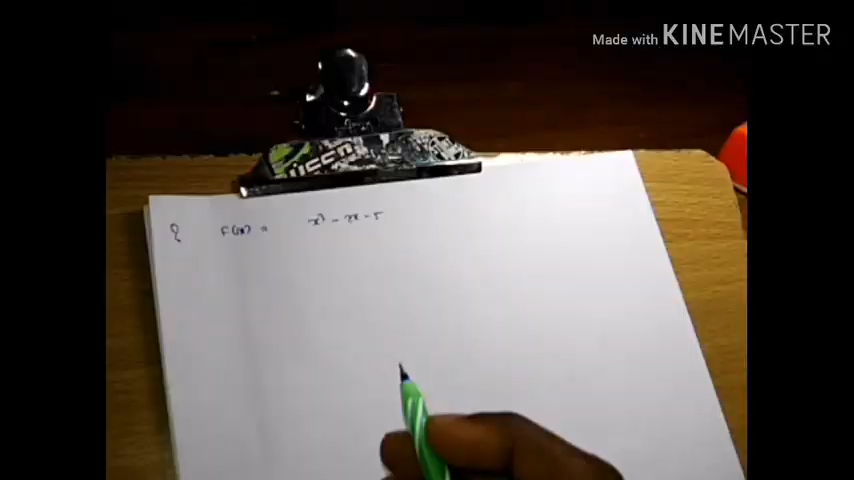 Made with KINEMASTER
Q f(x) = x³ - 2x - 5